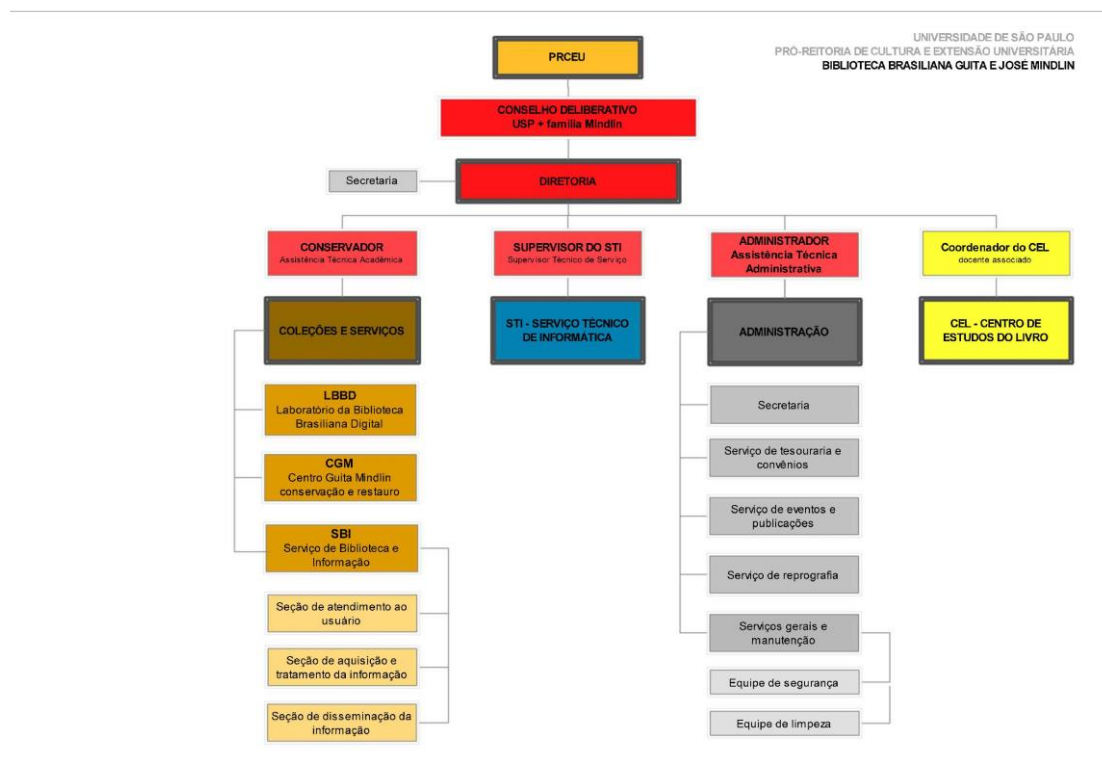 UNIVERSIDADE DE SÃO PAULO
PRÓ-REITORIA DE CULTURA E EXTENSÃO UNIVERSITÁRIA
BIBLIOTECA BRASILIANA GUITA E JOSÉ MINDLIN
PRCEU
CONSELHO DELIBERATIVO
USP + família Mindlin
Secretaria
DIRETORIA
CONSERVADOR
Assistência Técnica Acadêmica
SUPERVISOR DO STI
Supervisor Técnico de Serviço
ADMINISTRADOR
Assistência Técnica
Administrativa
Coordenador do CEL
docente associado
COLEÇÕES E SERVIÇOS
STI - SERVIÇO TÉCNICO
DE INFORMÁTICA
ADMINISTRAÇÃO
CEL - CENTRO DE
ESTUDOS DO LIVRO
LBBD
Laboratório da Biblioteca
Brasiliana Digital
CGM
Centro Guita Mindlin
conservação e restauro
SBI
Serviço de Biblioteca e
Informação
Seção de atendimento ao
usuário
Seção de aquisição e
tratamento da informação
Seção de disseminação da
informação
Secretaria
Serviço de tesouraria e
convênios
Serviço de eventos e
publicações
Serviço de reprografia
Serviços gerais e
manutenção
Equipe de segurança
Equipe de limpeza